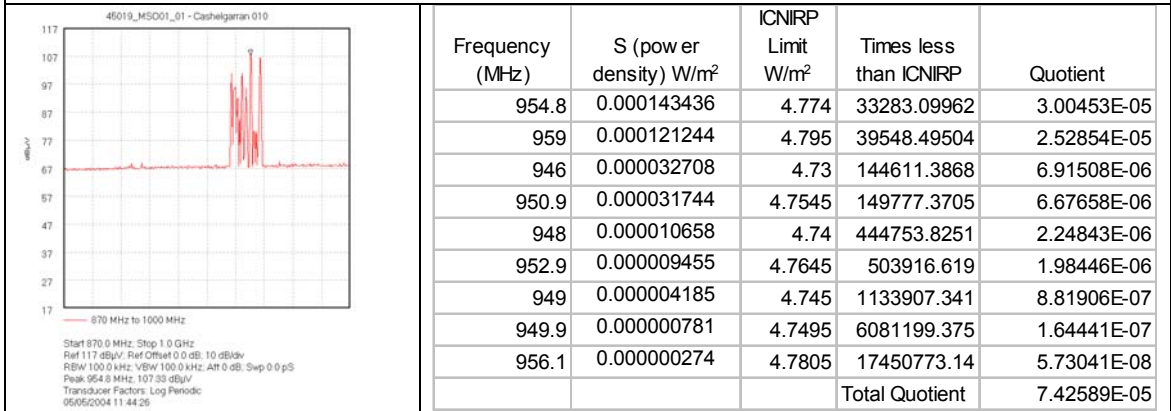 45019_MSO01_01 - Cashelgarran 010
117
107
97
87
77
67
57
47
37
27
17
dBµV
870 MHz to 1000 MHz
Start 870.0 MHz; Stop 1.0 GHz
Ref 117 dBµV; Ref Offset 0.0 dB; 10 dB/div
RBW 100.0 kHz; VBW 100.0 kHz; Att 0 dB; Swp 0.0 pS
Peak 954.8 MHz, 107.33 dBµV
Transducer Factors: Log Periodic
05/05/2004 11:44:26
Frequency (MHz) S (power density) W/m² ICNIRP Limit W/m² Times less than ICNIRP Quotient
954.8 0.000143436 4.774 33283.09962 3.00453E-05
959 0.000121244 4.795 39548.49504 2.52854E-05
946 0.000032708 4.73 144611.3868 6.91508E-06
950.9 0.000031744 4.7545 149777.3705 6.67658E-06
948 0.000010658 4.74 444753.8251 2.24843E-06
952.9 0.000009455 4.7645 503916.619 1.98446E-06
949 0.000004185 4.745 1133907.341 8.81906E-07
949.9 0.000000781 4.7495 6081199.375 1.64441E-07
956.1 0.000000274 4.7805 17450773.14 5.73041E-08
Total Quotient 7.42589E-05